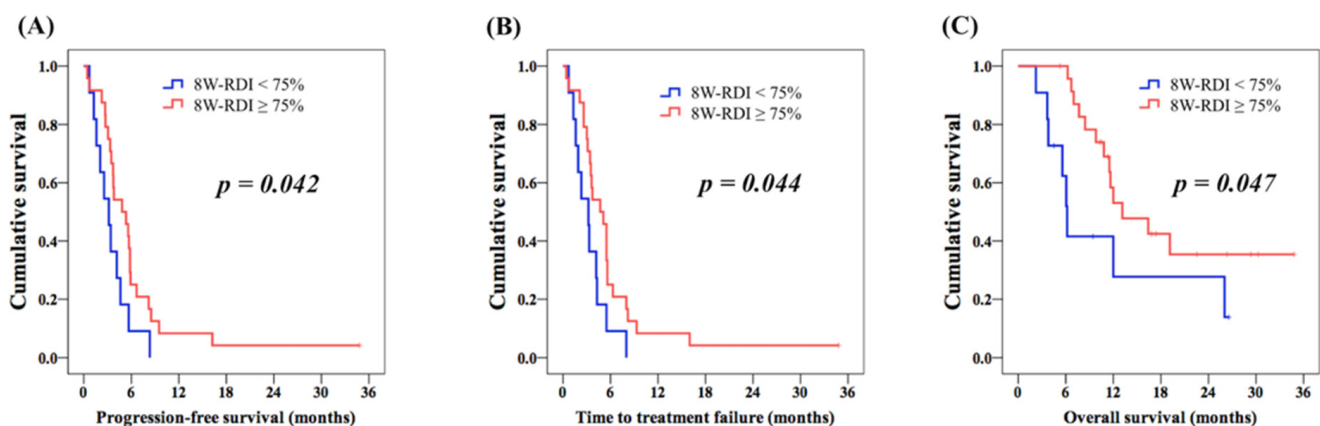 (A)
Cumulative survival
1.0
0.8
0.6
0.4
0.2
0.0
8W-RDI < 75%
8W-RDI ≥ 75%
p = 0.042
0 6 12 18 24 30 36
Progression-free survival (months)
(B)
Cumulative survival
1.0
0.8
0.6
0.4
0.2
0.0
8W-RDI < 75%
8W-RDI ≥ 75%
p = 0.044
0 6 12 18 24 30 36
Time to treatment failure (months)
(C)
Cumulative survival
1.0
0.8
0.6
0.4
0.2
0.0
8W-RDI < 75%
8W-RDI ≥ 75%
p = 0.047
0 6 12 18 24 30 36
Overall survival (months)